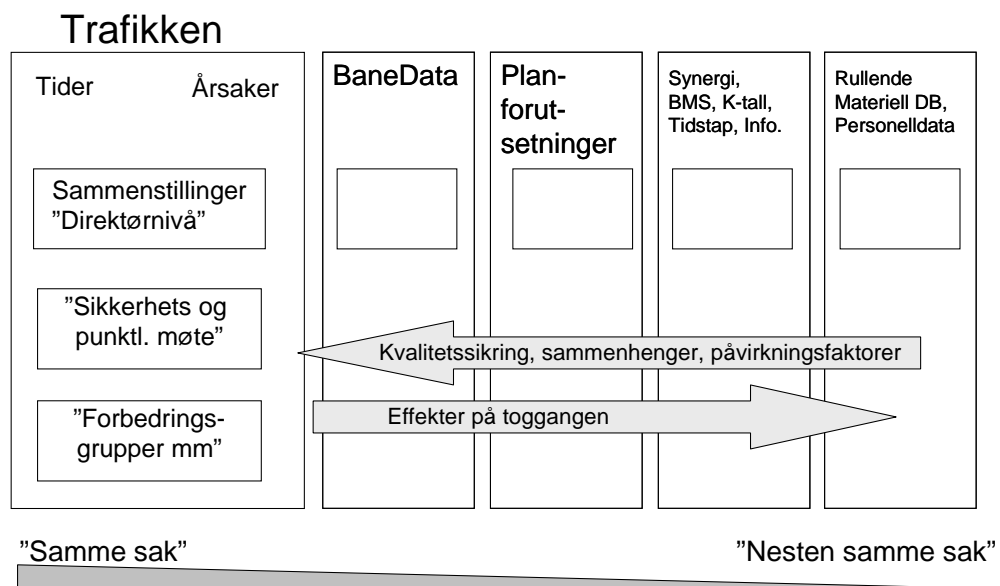 Trafikken
Tider Årsaker
Sammenstillinger
”Direktørnivå”
”Sikkerhets og
punktl. møte”
”Forbedrings-
grupper mm”
BaneData
Plan-
forut-
setninger
Synergi,
BMS, K-tall,
Tidstap, Info.
Rullende
Materiell DB,
Personelldata
Kvalitetssikring, sammenhenger, påvirkningsfaktorer
Effekter på toggangen
”Samme sak” ”Nesten samme sak”